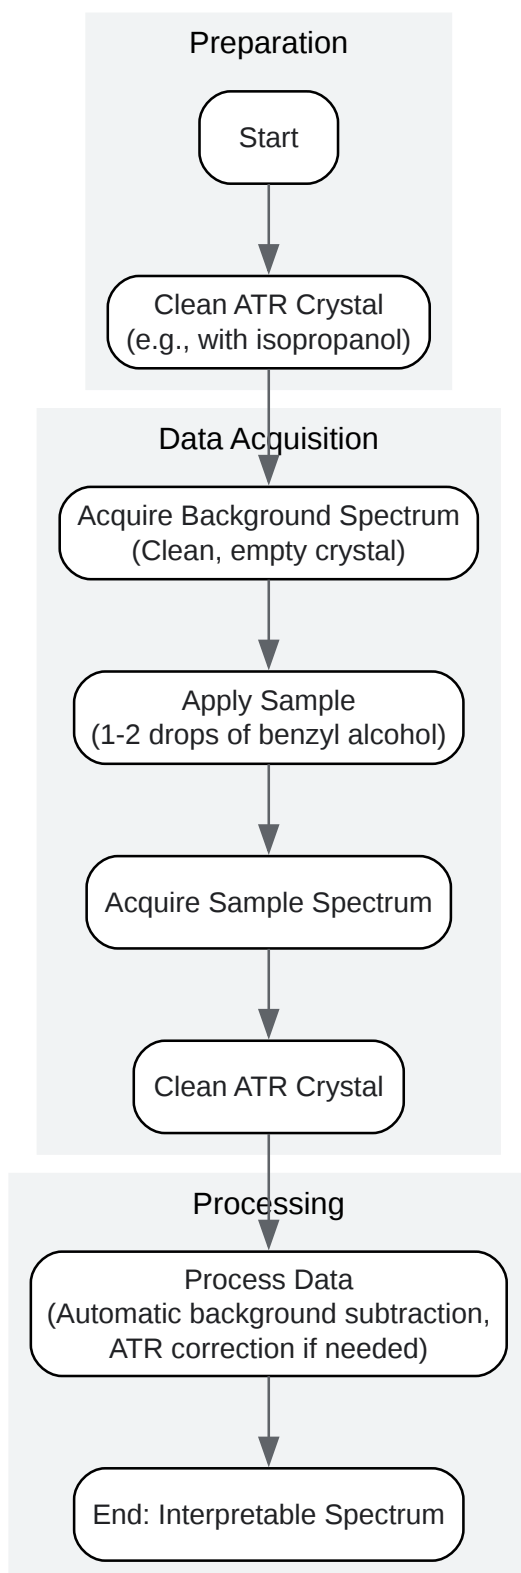 Preparation
Start
Clean ATR Crystal
(e.g., with isopropanol)
Data Acquisition
Acquire Background Spectrum
(Clean, empty crystal)
Apply Sample
(1-2 drops of benzyl alcohol)
Acquire Sample Spectrum
Clean ATR Crystal
Processing
Process Data
(Automatic background subtraction,
ATR correction if needed)
End: Interpretable Spectrum